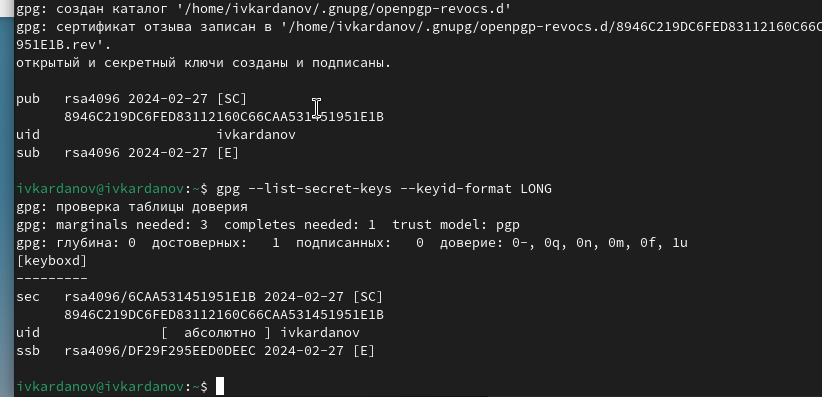 gpg: создан каталог '/home/ivkardanov/.gnupg/openpgp-revocs.d'
gpg: сертификат отзыва записан в '/home/ivkardanov/.gnupg/openpgp-revocs.d/8946C219DC6FED83112160C66C
951E1B.rev'.
открытый и секретный ключи созданы и подписаны.
pub   rsa4096 2024-02-27 [SC]
      8946C219DC6FED83112160C66CAA531451951E1B
uid                      ivkardanov
sub   rsa4096 2024-02-27 [E]
ivkardanov@ivkardanov:~$ gpg --list-secret-keys --keyid-format LONG
gpg: проверка таблицы доверия
gpg: marginals needed: 3  completes needed: 1  trust model: pgp
gpg: глубина: 0  достоверных:   1  подписанных:   0  доверие: 0-, 0q, 0n, 0m, 0f, 1u
[keyboxd]
---------
sec   rsa4096/6CAA531451951E1B 2024-02-27 [SC]
      8946C219DC6FED83112160C66CAA531451951E1B
uid               [  абсолютно ] ivkardanov
ssb   rsa4096/DF29F295EED0DEEC 2024-02-27 [E]
ivkardanov@ivkardanov:~$